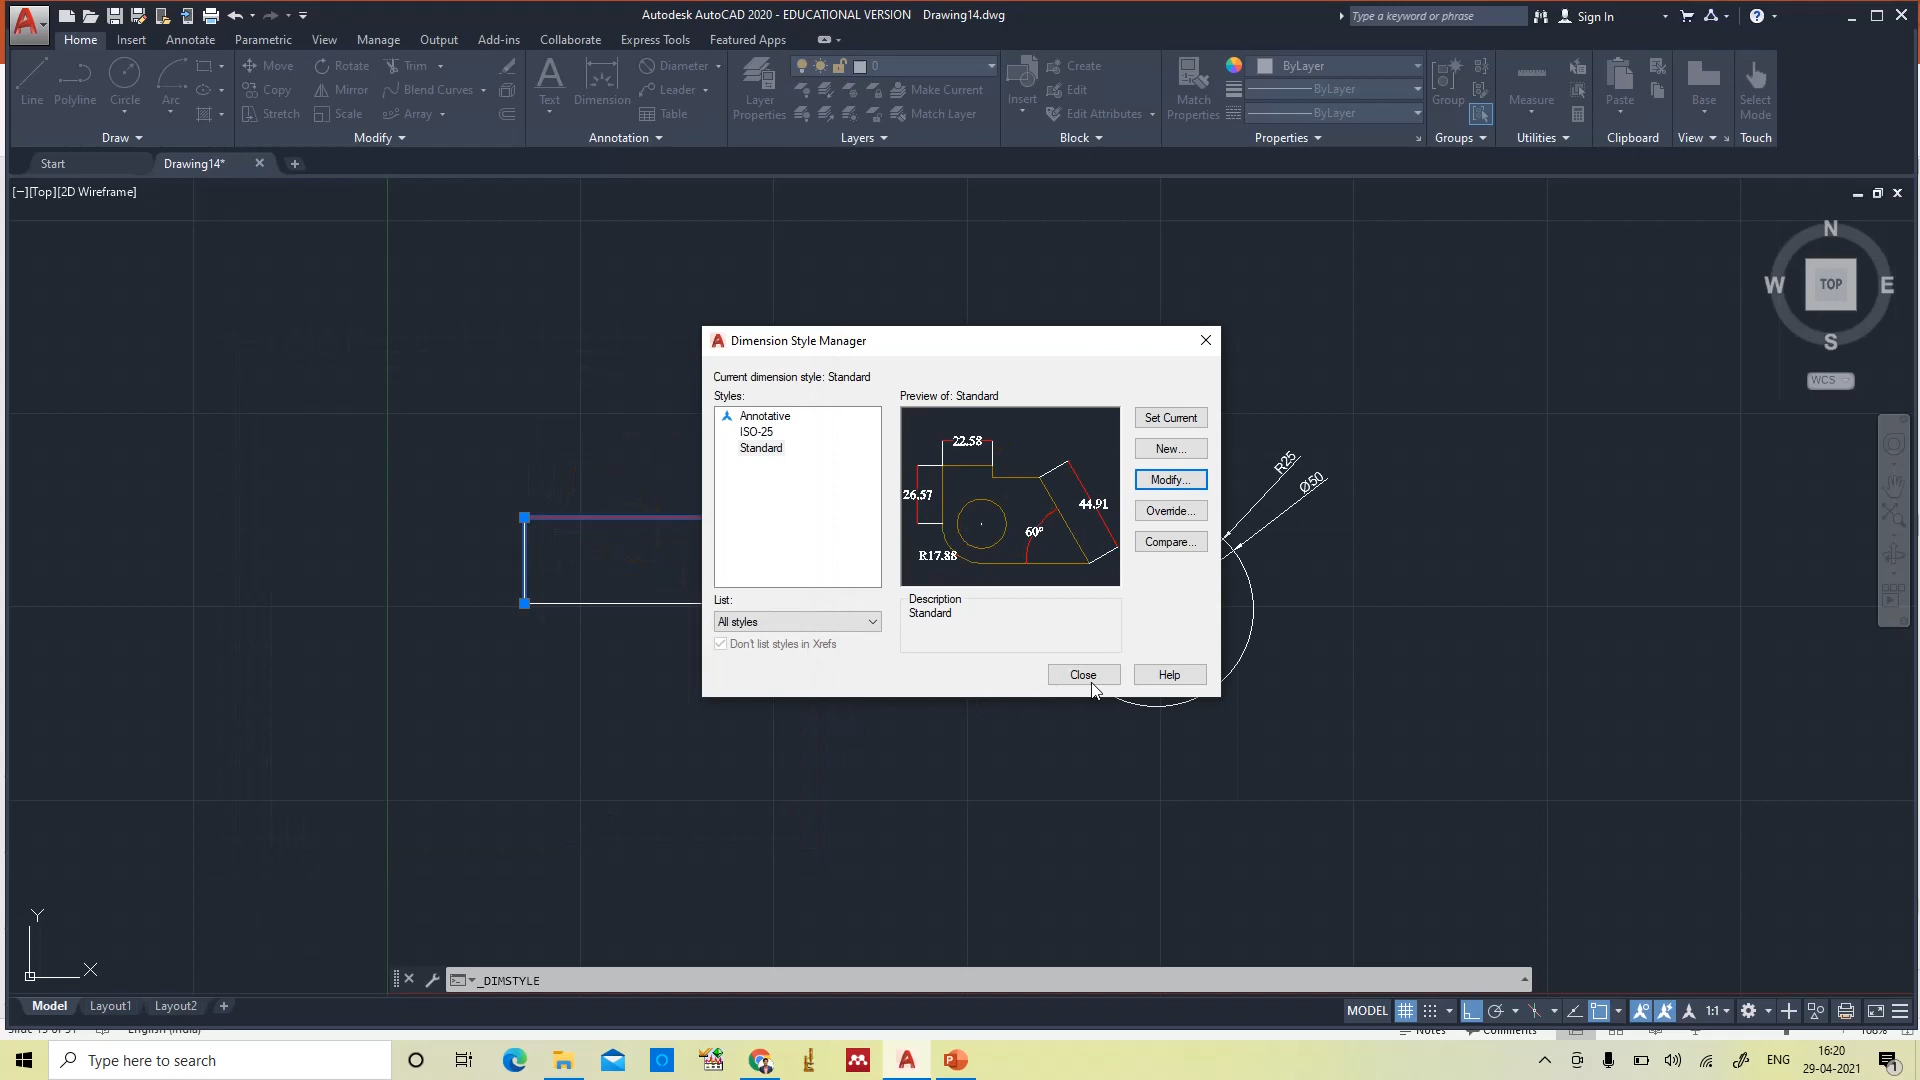 Autodesk AutoCAD 2020 - EDUCATIONAL VERSION Drawing14.dwg
Type a keyword or phrase
Sign In
Home Insert Annotate Parametric View Manage Output Add-ins Collaborate Express Tools Featured Apps
Line
Polyline
Circle
Arc
Draw
Move
Rotate
Trim
Copy
Mirror
Blend Curves
Stretch
Scale
Array
Modify
Text
Dimension
Diameter
Leader
Table
Annotation
Layer
Properties
0
Make Current
Match Layer
Layers
Insert
Create
Edit
Edit Attributes
Block
Match
Properties
ByLayer
ByLayer
ByLayer
Properties
Group
Groups
Measure
Utilities
Paste
Clipboard
Base
View
Select
Mode
Touch
Start
Drawing14*
[−][Top][2D Wireframe]
N
W
TOP
E
S
WCS
Dimension Style Manager
Current dimension style: Standard
Styles:
Preview of: Standard
Annotative
ISO-25
Standard
22.58
26.57
44.91
60°
R17.88
Set Current
New...
Modify...
Override...
Compare...
List:
All styles
Don't list styles in Xrefs
Description
Standard
Close
Help
R25
Ø50
Y
X
_DIMSTYLE
Model Layout1 Layout2
MODEL
1:1
English (India)
Notes
Comments
Type here to search
ENG
16:20
29-04-2021
1